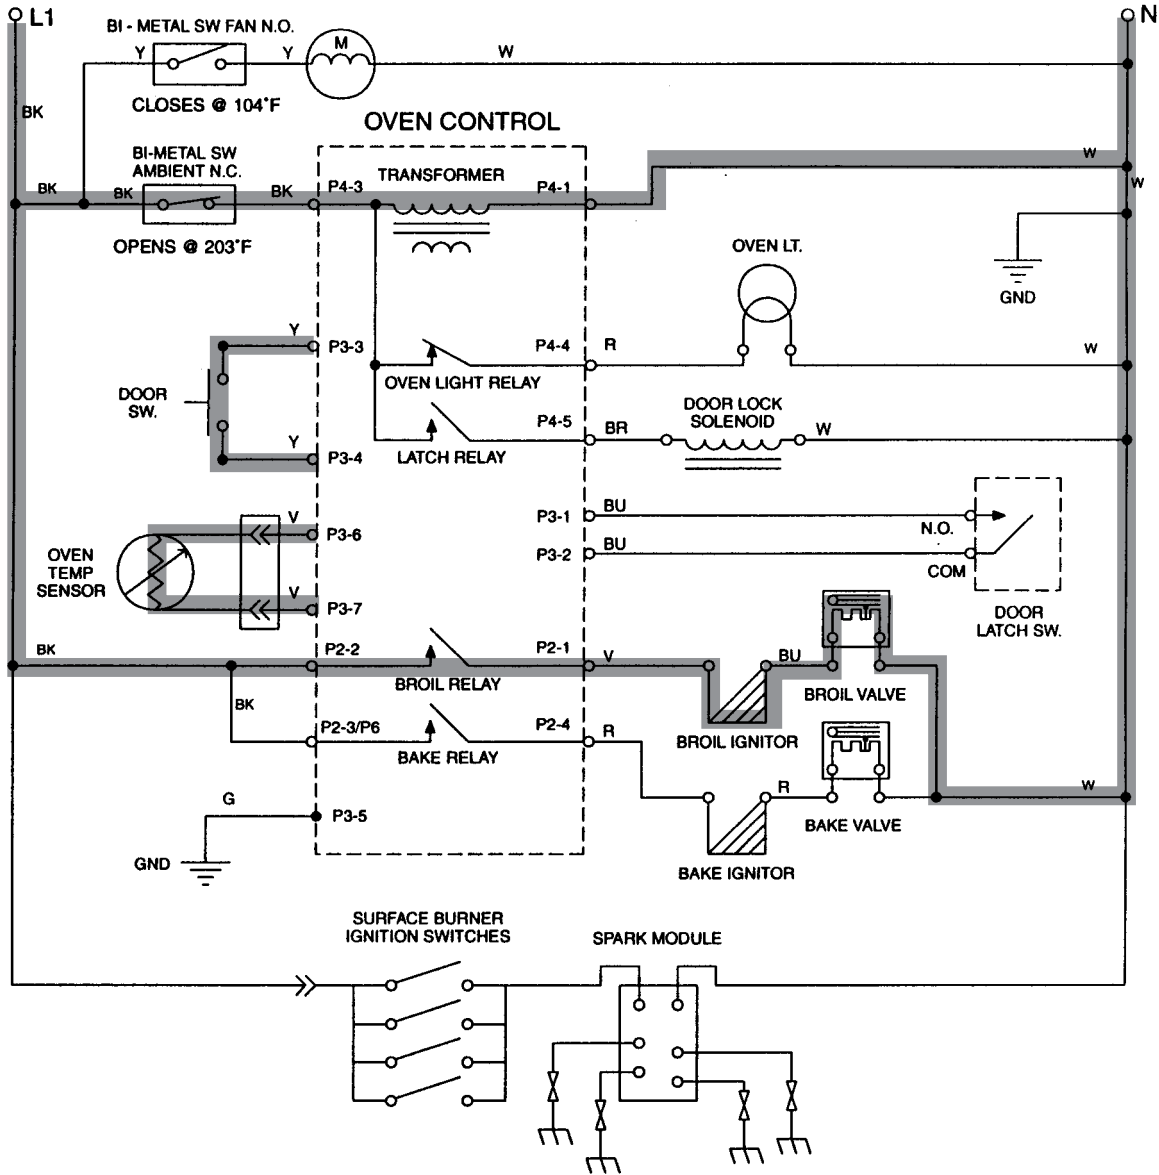 L1
N
BI - METAL SW FAN N.O.
Y
Y
M
W
CLOSES @ 104°F
BK
OVEN CONTROL
BI-METAL SW
AMBIENT N.C.
BK
BK
BK
P4-3
TRANSFORMER
P4-1
W
W
OPENS @ 203°F
OVEN LT.
GND
Y
P3-3
P4-4
R
W
OVEN LIGHT RELAY
DOOR
SW.
DOOR LOCK
SOLENOID
P4-5
BR
W
Y
P3-4
LATCH RELAY
V
P3-6
P3-1
BU
N.O.
P3-2
BU
COM
OVEN
TEMP
SENSOR
V
P3-7
DOOR
LATCH SW.
BK
P2-2
P2-1
V
BU
BROIL RELAY
BROIL VALVE
BK
P2-3/P6
P2-4
R
BROIL IGNITOR
BAKE RELAY
R
W
G
P3-5
BAKE VALVE
GND
BAKE IGNITOR
SURFACE BURNER
IGNITION SWITCHES
SPARK MODULE